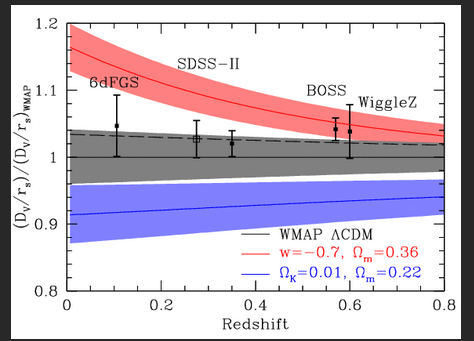 1.2
1.1
1
0.9
0.8
(D_V/r_s)/(D_V/r_s)_WMAP
6dFGS
SDSS-II
BOSS
WiggleZ
WMAP ΛCDM
w=-0.7, Ω_m=0.36
Ω_K=0.01, Ω_m=0.22
0 0.2 0.4 0.6 0.8
Redshift